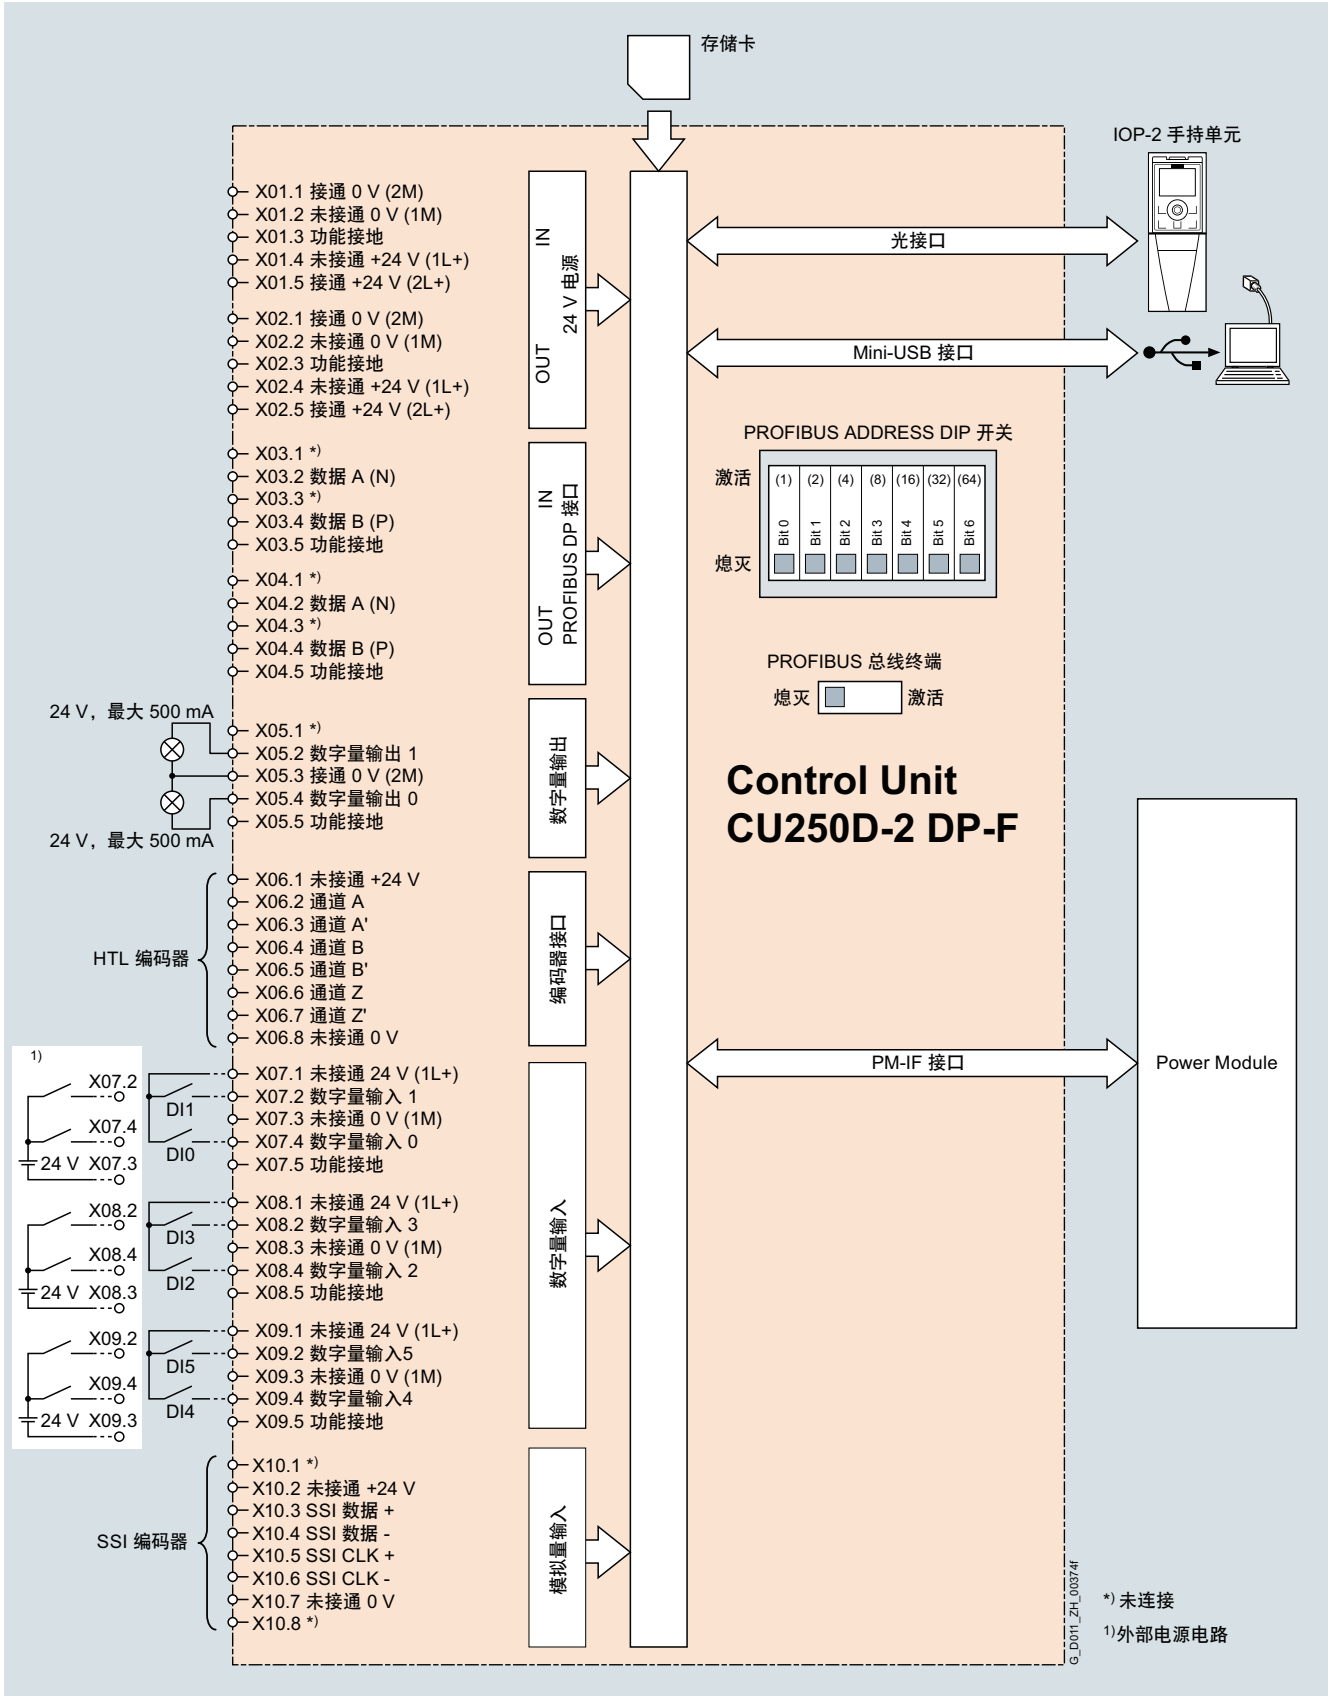 存储卡
IOP-2 手持单元
X01.1 接通 0 V (2M)
X01.2 未接通 0 V (1M)
X01.3 功能接地
X01.4 未接通 +24 V (1L+)
X01.5 接通 +24 V (2L+)
X02.1 接通 0 V (2M)
X02.2 未接通 0 V (1M)
X02.3 功能接地
X02.4 未接通 +24 V (1L+)
X02.5 接通 +24 V (2L+)
OUT IN
24 V 电源
光接口
Mini-USB 接口
X03.1 *)
X03.2 数据 A (N)
X03.3 *)
X03.4 数据 B (P)
X03.5 功能接地
X04.1 *)
X04.2 数据 A (N)
X04.3 *)
X04.4 数据 B (P)
X04.5 功能接地
OUT IN
PROFIBUS DP 接口
PROFIBUS ADDRESS DIP 开关
激活
(1) (2) (4) (8) (16) (32) (64)
Bit 0 Bit 1 Bit 2 Bit 3 Bit 4 Bit 5 Bit 6
熄灭
PROFIBUS 总线终端
熄灭 激活
24 V，最大 500 mA
X05.1 *)
X05.2 数字量输出 1
X05.3 接通 0 V (2M)
X05.4 数字量输出 0
X05.5 功能接地
24 V，最大 500 mA
数字量输出
Control Unit
CU250D-2 DP-F
HTL 编码器
X06.1 未接通 +24 V
X06.2 通道 A
X06.3 通道 A'
X06.4 通道 B
X06.5 通道 B'
X06.6 通道 Z
X06.7 通道 Z'
X06.8 未接通 0 V
编码器接口
PM-IF 接口
Power Module
1)
X07.2
X07.4
24 V X07.3
DI1
DI0
X07.1 未接通 24 V (1L+)
X07.2 数字量输入 1
X07.3 未接通 0 V (1M)
X07.4 数字量输入 0
X07.5 功能接地
X08.2
X08.4
24 V X08.3
DI3
DI2
X08.1 未接通 24 V (1L+)
X08.2 数字量输入 3
X08.3 未接通 0 V (1M)
X08.4 数字量输入 2
X08.5 功能接地
X09.2
X09.4
24 V X09.3
DI5
DI4
X09.1 未接通 24 V (1L+)
X09.2 数字量输入5
X09.3 未接通 0 V (1M)
X09.4 数字量输入4
X09.5 功能接地
数字量输入
SSI 编码器
X10.1 *)
X10.2 未接通 +24 V
X10.3 SSI 数据 +
X10.4 SSI 数据 -
X10.5 SSI CLK +
X10.6 SSI CLK -
X10.7 未接通 0 V
X10.8 *)
模拟量输入
G_D011_ZH_00374f
*) 未连接
1)外部电源电路